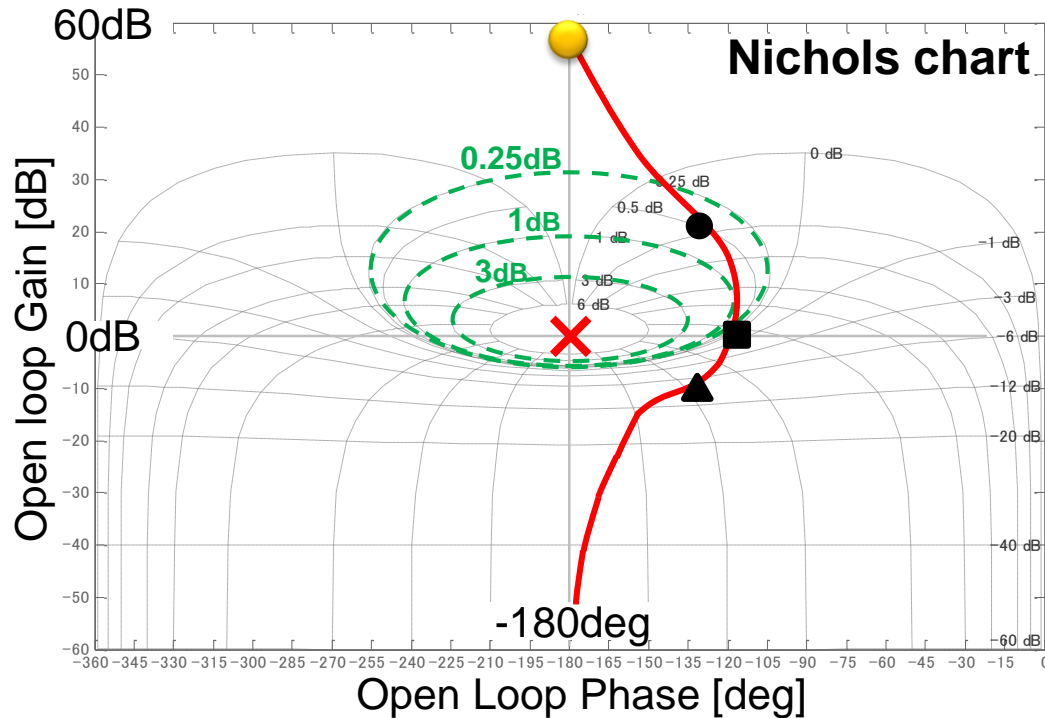 60dB
Nichols chart
50
40
0 dB
0.25dB
30
0.25 dB
0.5 dB
1dB
20
1 dB
-1 dB
3dB
10
3 dB
-3 dB
6 dB
0dB
-6 dB
-10
-12 dB
-20
-20 dB
-30
-40
-40 dB
-50
-180deg
-60
-60 dB
-360 -345 -330 -315 -300 -285 -270 -255 -240 -225 -210 -195 -180 -165 -150 -135 -120 -105 -90 -75 -60 -45 -30 -15 0
Open Loop Phase [deg]
Open loop Gain [dB]